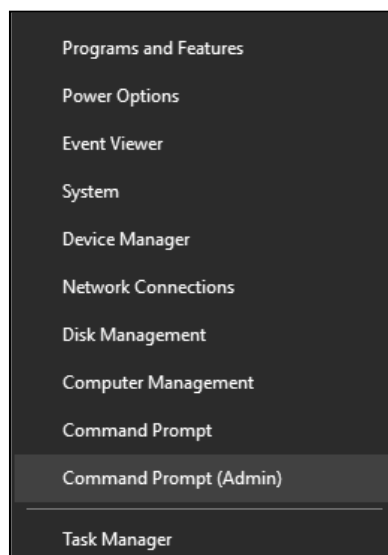 Programs and Features
Power Options
Event Viewer
System
Device Manager
Network Connections
Disk Management
Computer Management
Command Prompt
Command Prompt (Admin)
Task Manager